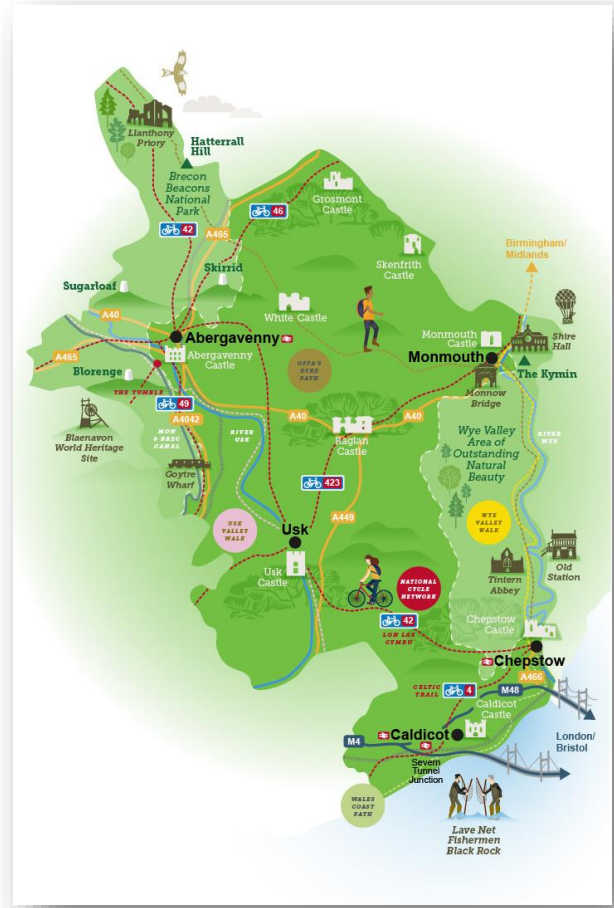 Llanthony
Priory
Hatterrall
Hill
Brecon
Beacons
National
Park
42
46
A465
Grosmont
Castle
Skenfrith
Castle
Birmingham/
Midlands
Skirrid
Sugarloaf
A40
White Castle
Abergavenny
Abergavenny
Castle
A465
Blorenge
THE TUMBLE
49
A4042
MON
& BREC
CANAL
Blaenavon
World Heritage
Site
Goytre
Wharf
RIVER
USK
OFFA'S
DYKE
PATH
Monmouth
Castle
Monmouth
Shire
Hall
The Kymin
Monnow
Bridge
A40
A40
Raglan
Castle
Wye Valley
Area of
Outstanding
Natural
Beauty
RIVER
WYE
423
A449
USK
VALLEY
WALK
Usk
Usk
Castle
WYE
VALLEY
WALK
Tintern
Abbey
Old
Station
NATIONAL
CYCLE
NETWORK
42
LON LAS
CYMRU
Chepstow
Castle
Chepstow
A466
CELTIC
TRAIL
4
M48
Caldicot
Castle
Caldicot
M4
Severn
Tunnel
Junction
London/
Bristol
WALES
COAST
PATH
Lave Net
Fishermen
Black Rock